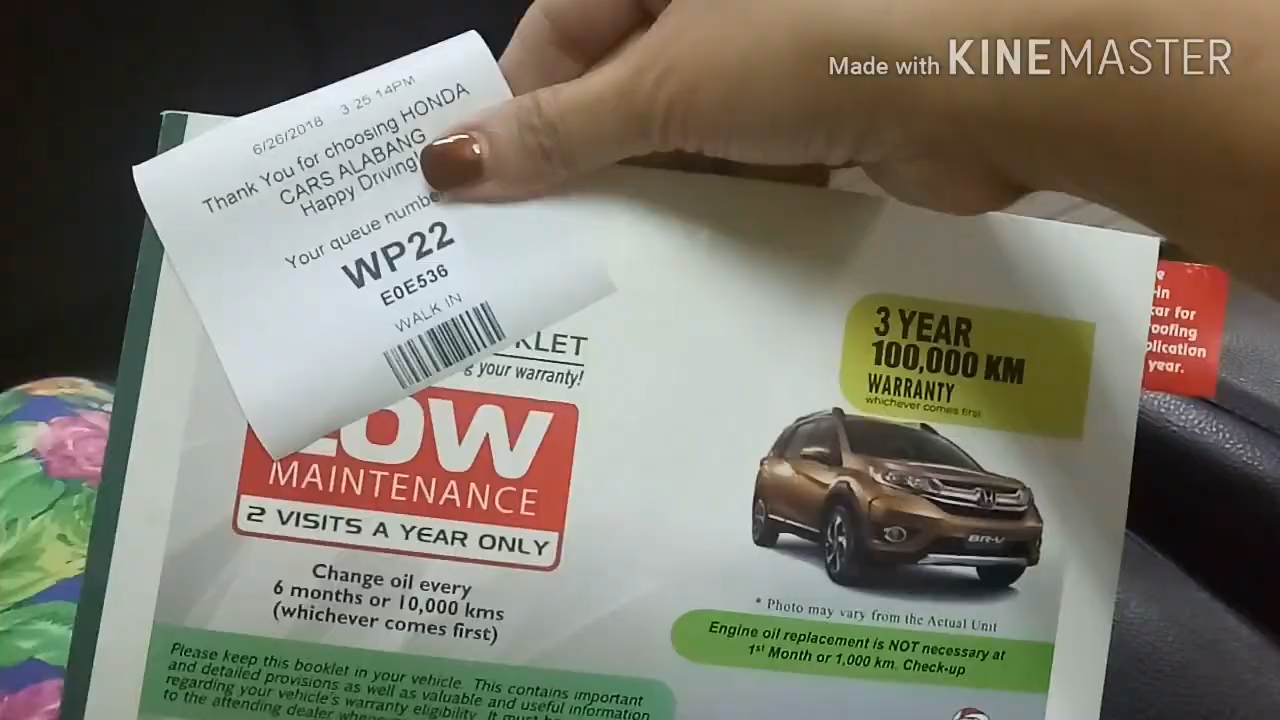 Made with KINEMASTER
6/26/2018 3 25 14PM
Thank You for choosing HONDA
CARS ALABANG
Happy Driving!
Your queue number
WP22
E0E536
WALK IN
your warranty!
LOW
MAINTENANCE
2 VISITS A YEAR ONLY
Change oil every
6 months or 10,000 kms
(whichever comes first)
Please keep this booklet in your vehicle. This contains important
and detailed provisions as well as valuable and useful information
regarding your vehicle's warranty eligibility. It must
to the attending dealer
3 YEAR
100,000 KM
WARRANTY
whichever comes first
BR-V
* Photo may vary from the Actual Unit
Engine oil replacement is NOT necessary at
1st Month or 1,000 km. Check-up
car for
year.